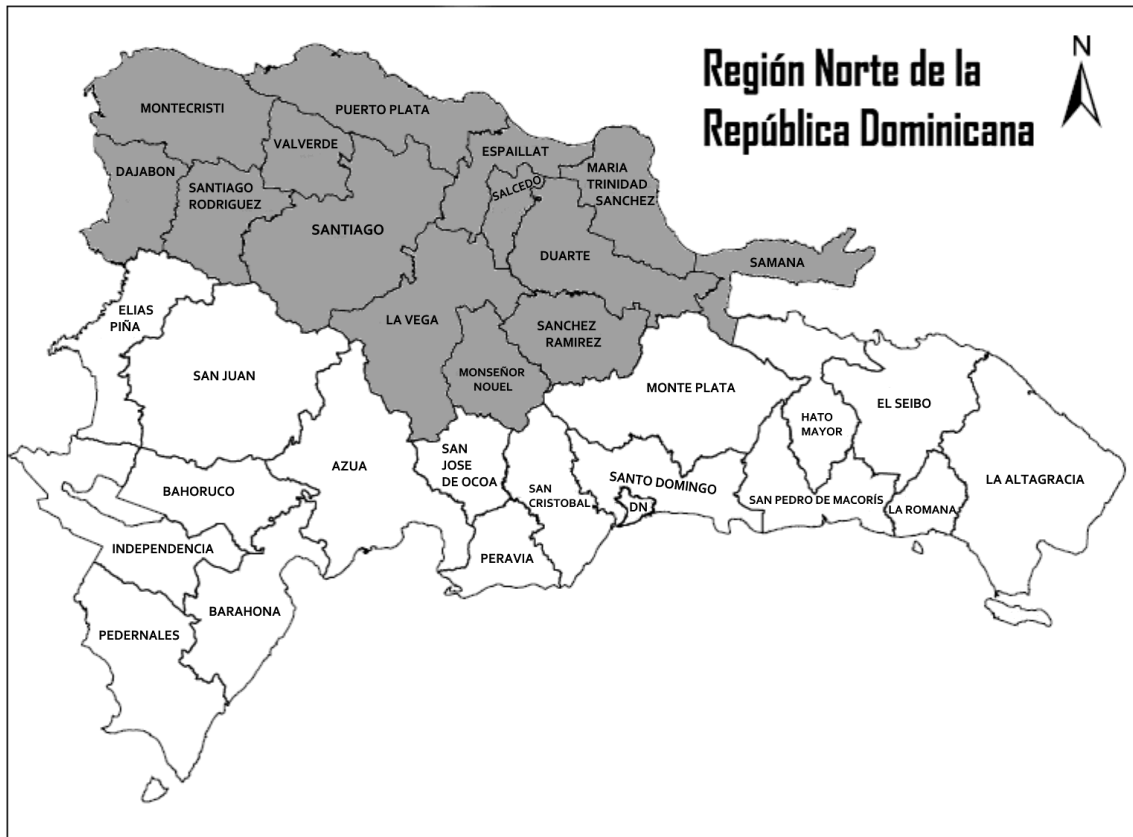 Región Norte de la
República Dominicana
N
MONTECRISTI
PUERTO PLATA
VALVERDE
ESPAILLAT
DAJABON
MARIA
TRINIDAD
SANCHEZ
SANTIAGO
RODRIGUEZ
SALCEDO
SANTIAGO
DUARTE
SAMANA
ELIAS
PIÑA
LA VEGA
SANCHEZ
RAMIREZ
SAN JUAN
MONSEÑOR
NOUEL
MONTE PLATA
EL SEIBO
HATO
MAYOR
AZUA
SAN
JOSE
DE OCOA
SANTO DOMINGO
LA ALTAGRACIA
BAHORUCO
SAN
CRISTOBAL
DN
SAN PEDRO DE MACORÍS
LA ROMANA
INDEPENDENCIA
PERAVIA
BARAHONA
PEDERNALES